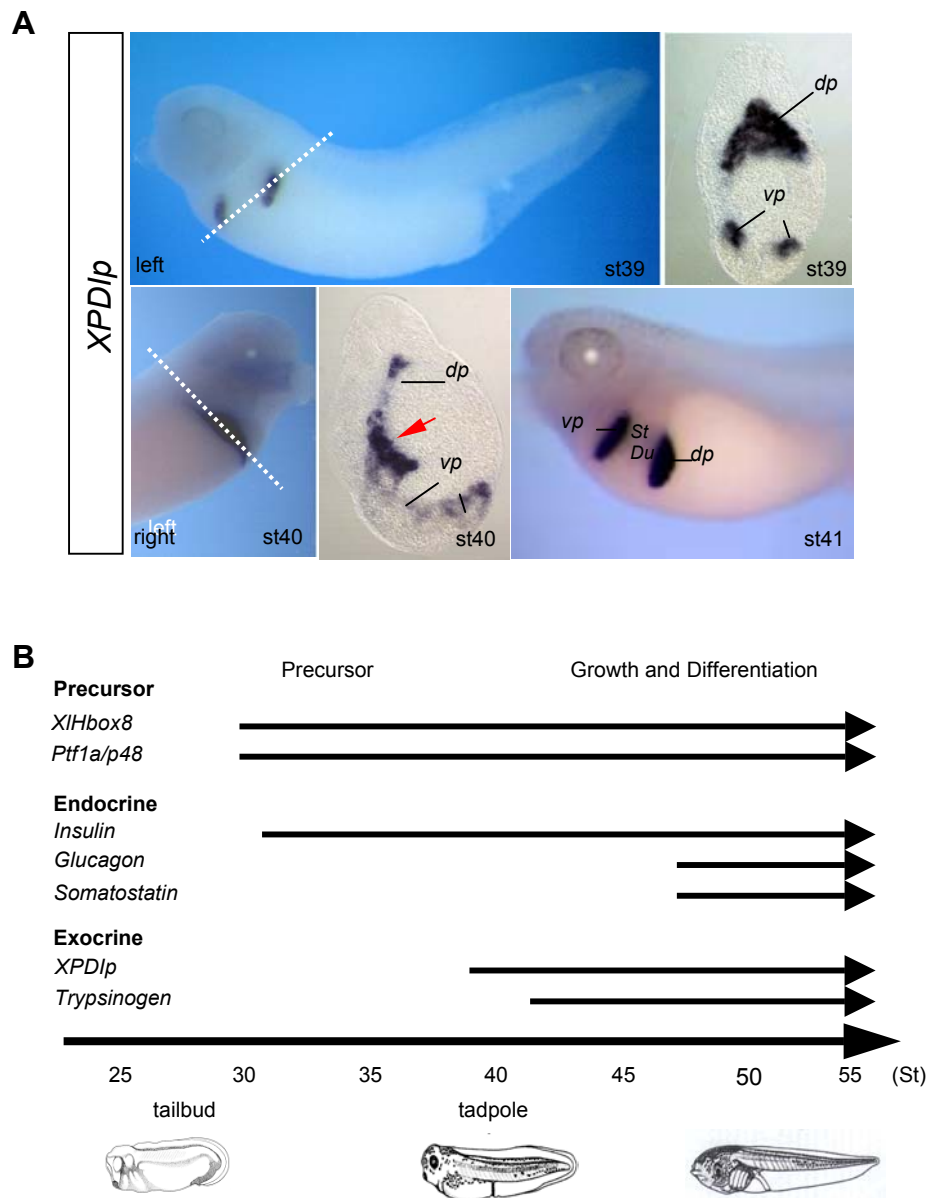 A
XPDIp
left
st39
dp
vp
st39
left
right
st40
dp
vp
st40
vp
St
Du
dp
st41
B
Precursor Growth and Differentiation
Precursor
XlHbox8
Ptf1a/p48
Endocrine
Insulin
Glucagon
Somatostatin
Exocrine
XPDIp
Trypsinogen
25 30 35 40 45 50 55 (St)
tailbud tadpole